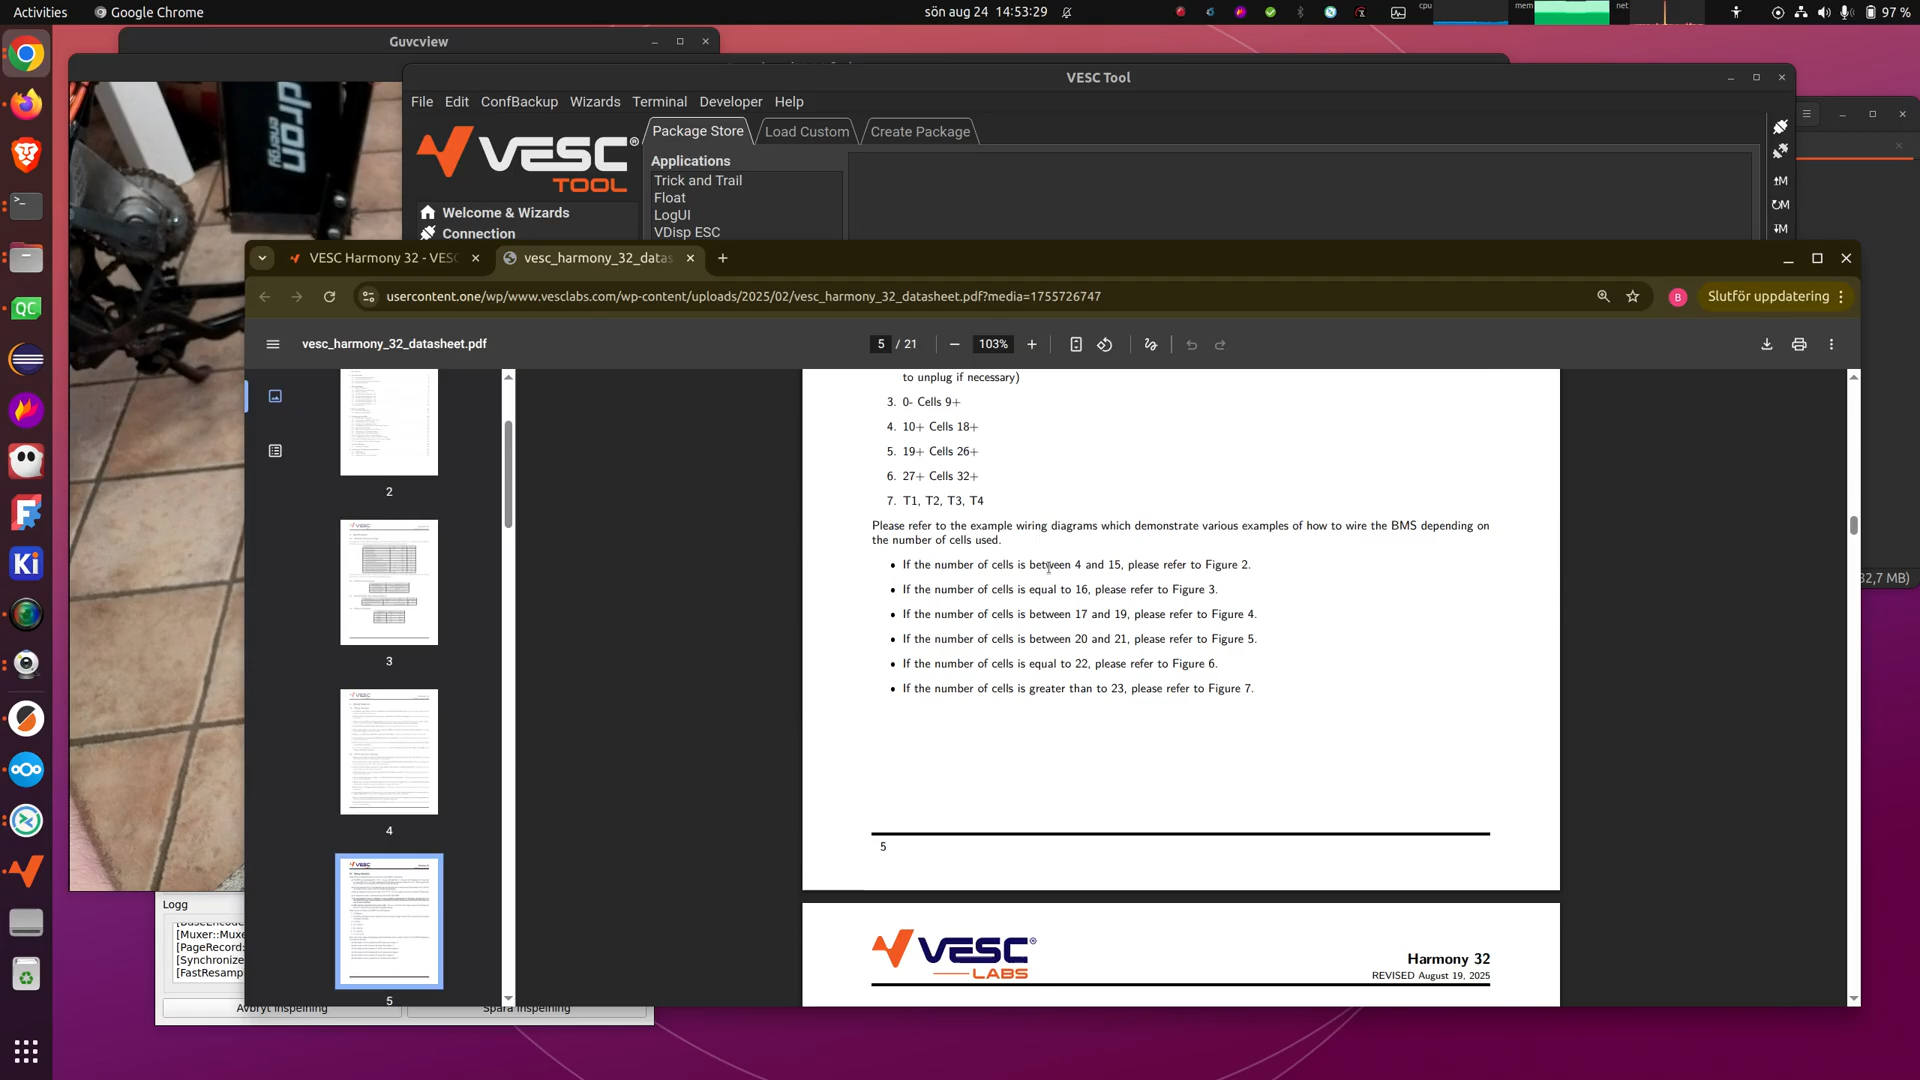 Activities
Google Chrome
sön aug 24 14:53:29
cpu
mem
net
97 %
Guvcview
VESC Tool
File Edit ConfBackup Wizards Terminal Developer Help
dron
energy
VESC®
TOOL
Package Store
Load Custom
Create Package
Applications
Trick and Trail
Float
LogUI
VDisp ESC
Welcome & Wizards
Connection
VESC Harmony 32 - VESC
vesc_harmony_32_datas
usercontent.one/wp/www.vesclabs.com/wp-content/uploads/2025/02/vesc_harmony_32_datasheet.pdf?media=1755726747
B
Slutför uppdatering
vesc_harmony_32_datasheet.pdf
5 / 21
103%
2
3
4
5
to unplug if necessary)
3. 0- Cells 9+
4. 10+ Cells 18+
5. 19+ Cells 26+
6. 27+ Cells 32+
7. T1, T2, T3, T4
Please refer to the example wiring diagrams which demonstrate various examples of how to wire the BMS depending on
the number of cells used.
• If the number of cells is between 4 and 15, please refer to Figure 2.
• If the number of cells is equal to 16, please refer to Figure 3.
• If the number of cells is between 17 and 19, please refer to Figure 4.
• If the number of cells is between 20 and 21, please refer to Figure 5.
• If the number of cells is equal to 22, please refer to Figure 6.
• If the number of cells is greater than to 23, please refer to Figure 7.
5
VESC®
LABS
Harmony 32
REVISED August 19, 2025
32,7 MB)
Logg
[Muxer::Muxe
[PageRecord:
[Synchronize
[FastResamp
Avbryt inspelning
Spara inspelning